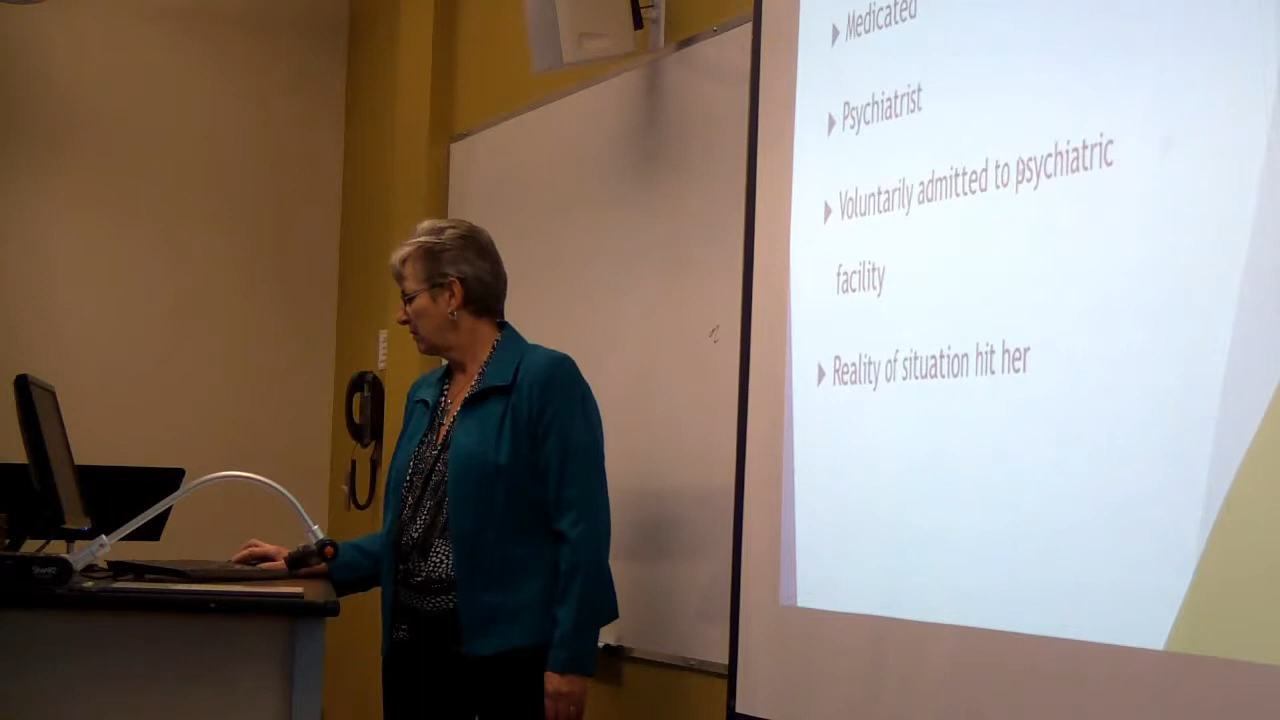 Medicated
Psychiatrist
Voluntarily admitted to psychiatric
facility
Reality of situation hit her